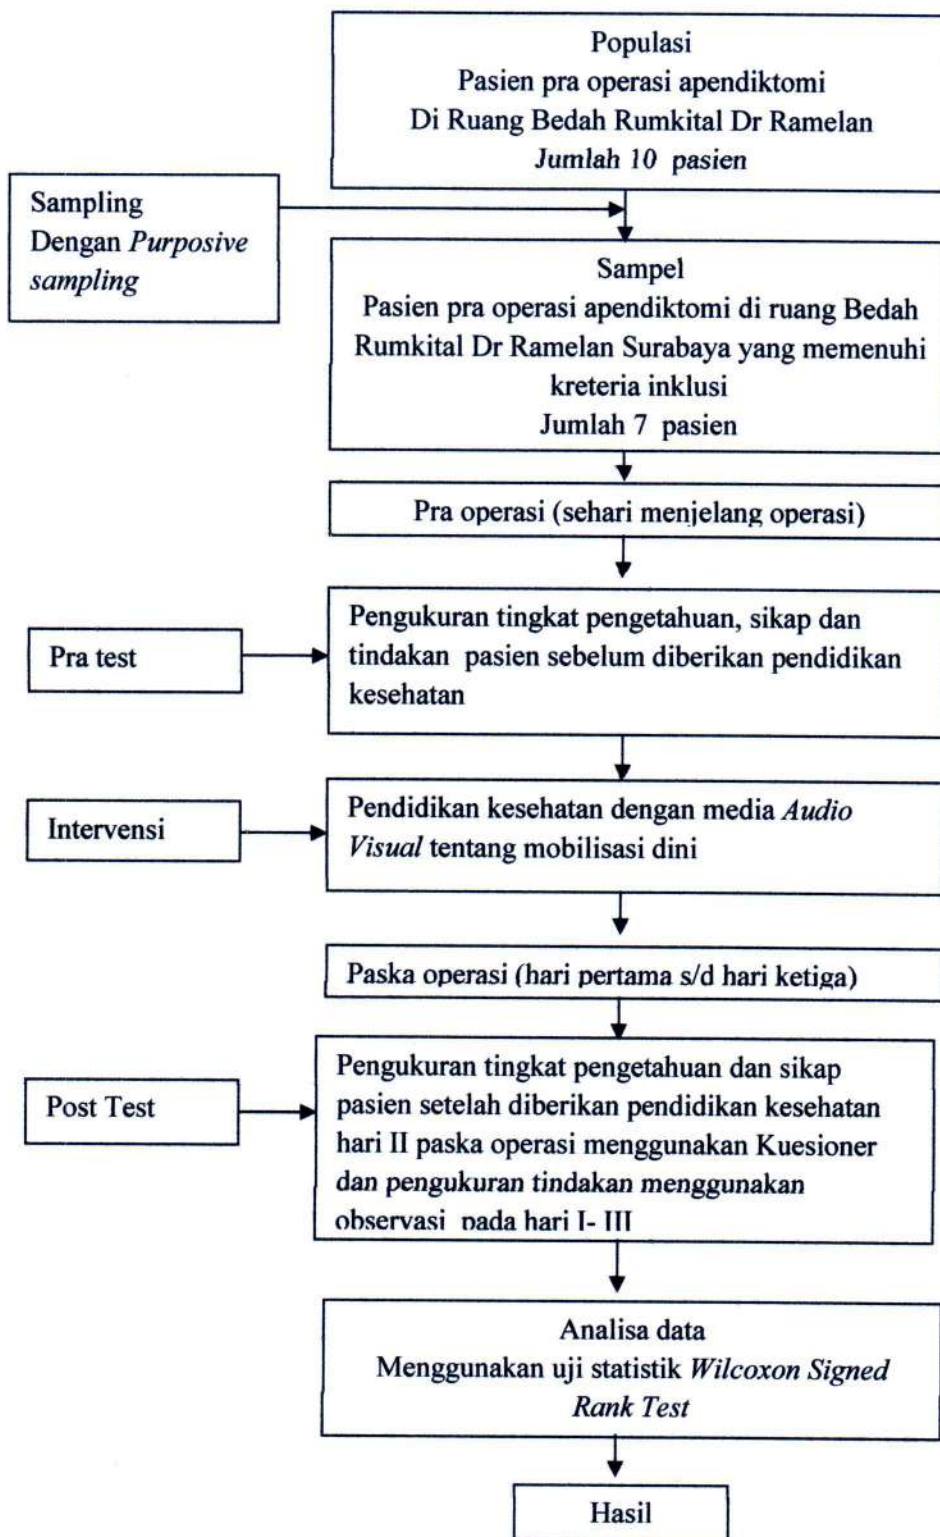 Populasi
Pasien pra operasi apendiktomi
Di Ruang Bedah Rumkital Dr Ramelan
Jumlah 10 pasien
Sampling
Dengan Purposive
sampling
Sampel
Pasien pra operasi apendiktomi di ruang Bedah
Rumkital Dr Ramelan Surabaya yang memenuhi
kreteria inklusi
Jumlah 7 pasien
Pra operasi (sehari menjelang operasi)
Pra test
Pengukuran tingkat pengetahuan, sikap dan
tindakan pasien sebelum diberikan pendidikan
kesehatan
Intervensi
Pendidikan kesehatan dengan media Audio
Visual tentang mobilisasi dini
Paska operasi (hari pertama s/d hari ketiga)
Post Test
Pengukuran tingkat pengetahuan dan sikap
pasien setelah diberikan pendidikan kesehatan
hari II paska operasi menggunakan Kuesioner
dan pengukuran tindakan menggunakan
observasi pada hari I- III
Analisa data
Menggunakan uji statistik Wilcoxon Signed
Rank Test
Hasil